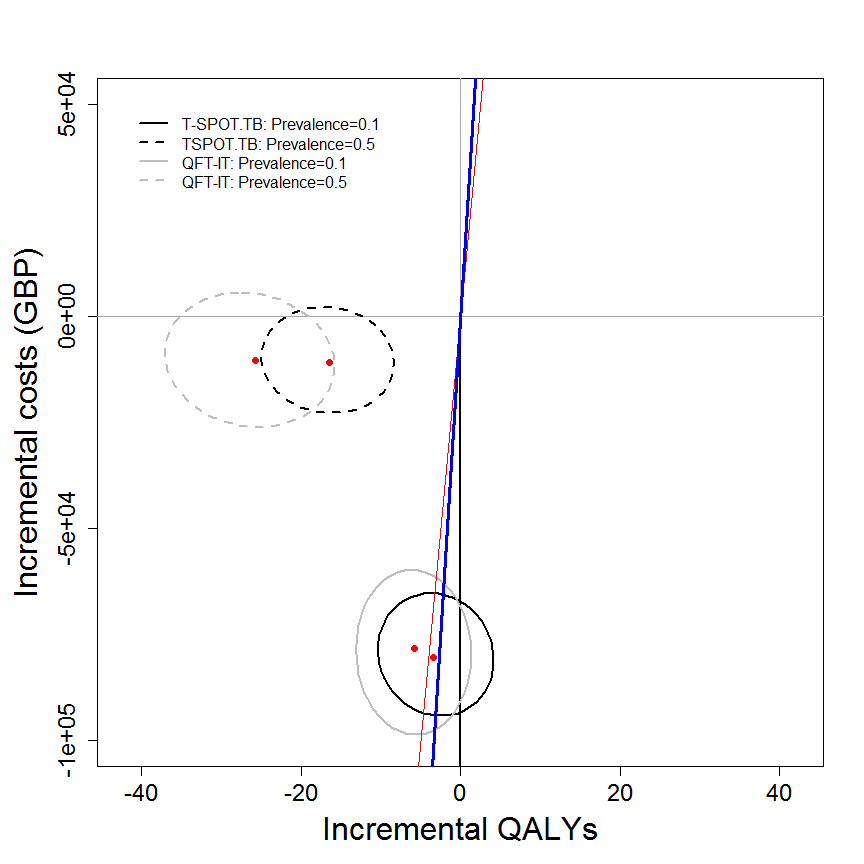 T-SPOT.TB: Prevalence=0.1
TSPOT.TB: Prevalence=0.5
QFT-IT: Prevalence=0.1
QFT-IT: Prevalence=0.5
Incremental costs (GBP)
5e+04
0e+00
-5e+04
-1e+05
-40
-20
0
20
40
Incremental QALYs